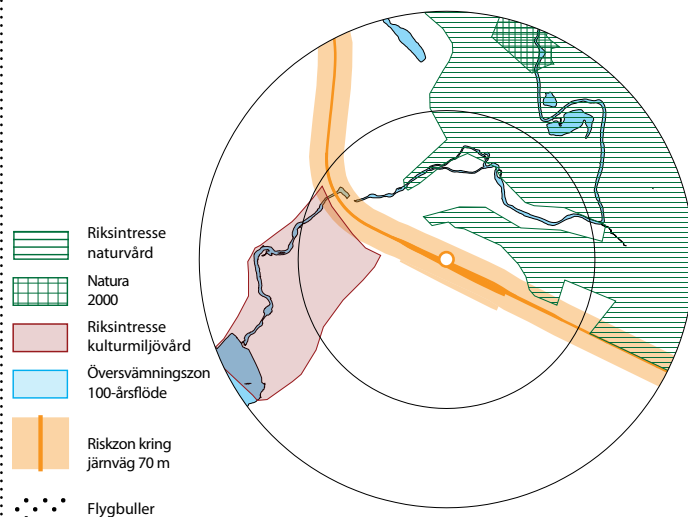 Riksintresse
naturvård
Natura
2000
Riksintresse
kulturmiljövård
Översvämningszon
100-årsflöde
Riskzon kring
järnväg 70 m
Flygbuller